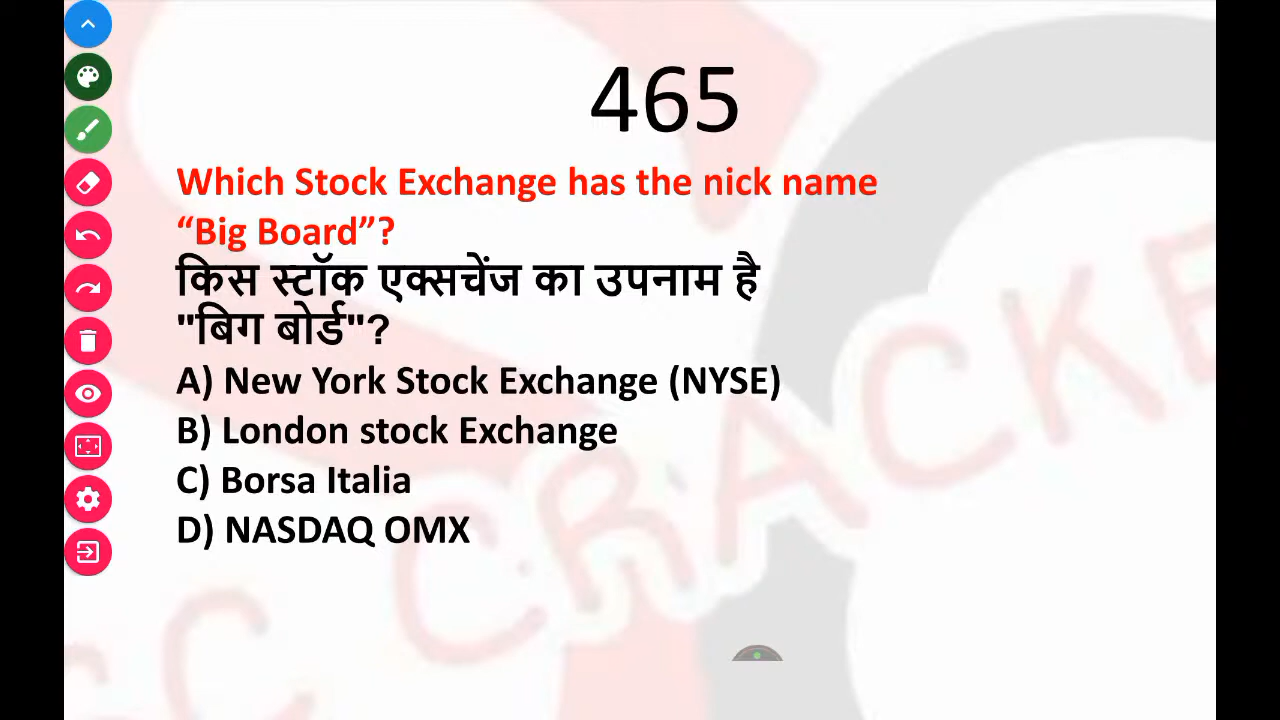 465
Which Stock Exchange has the nick name
“Big Board”?
किस स्टॉक एक्सचेंज का उपनाम है
"बिग बोर्ड"?
A) New York Stock Exchange (NYSE)
B) London stock Exchange
C) Borsa Italia
D) NASDAQ OMX
C CRACKE